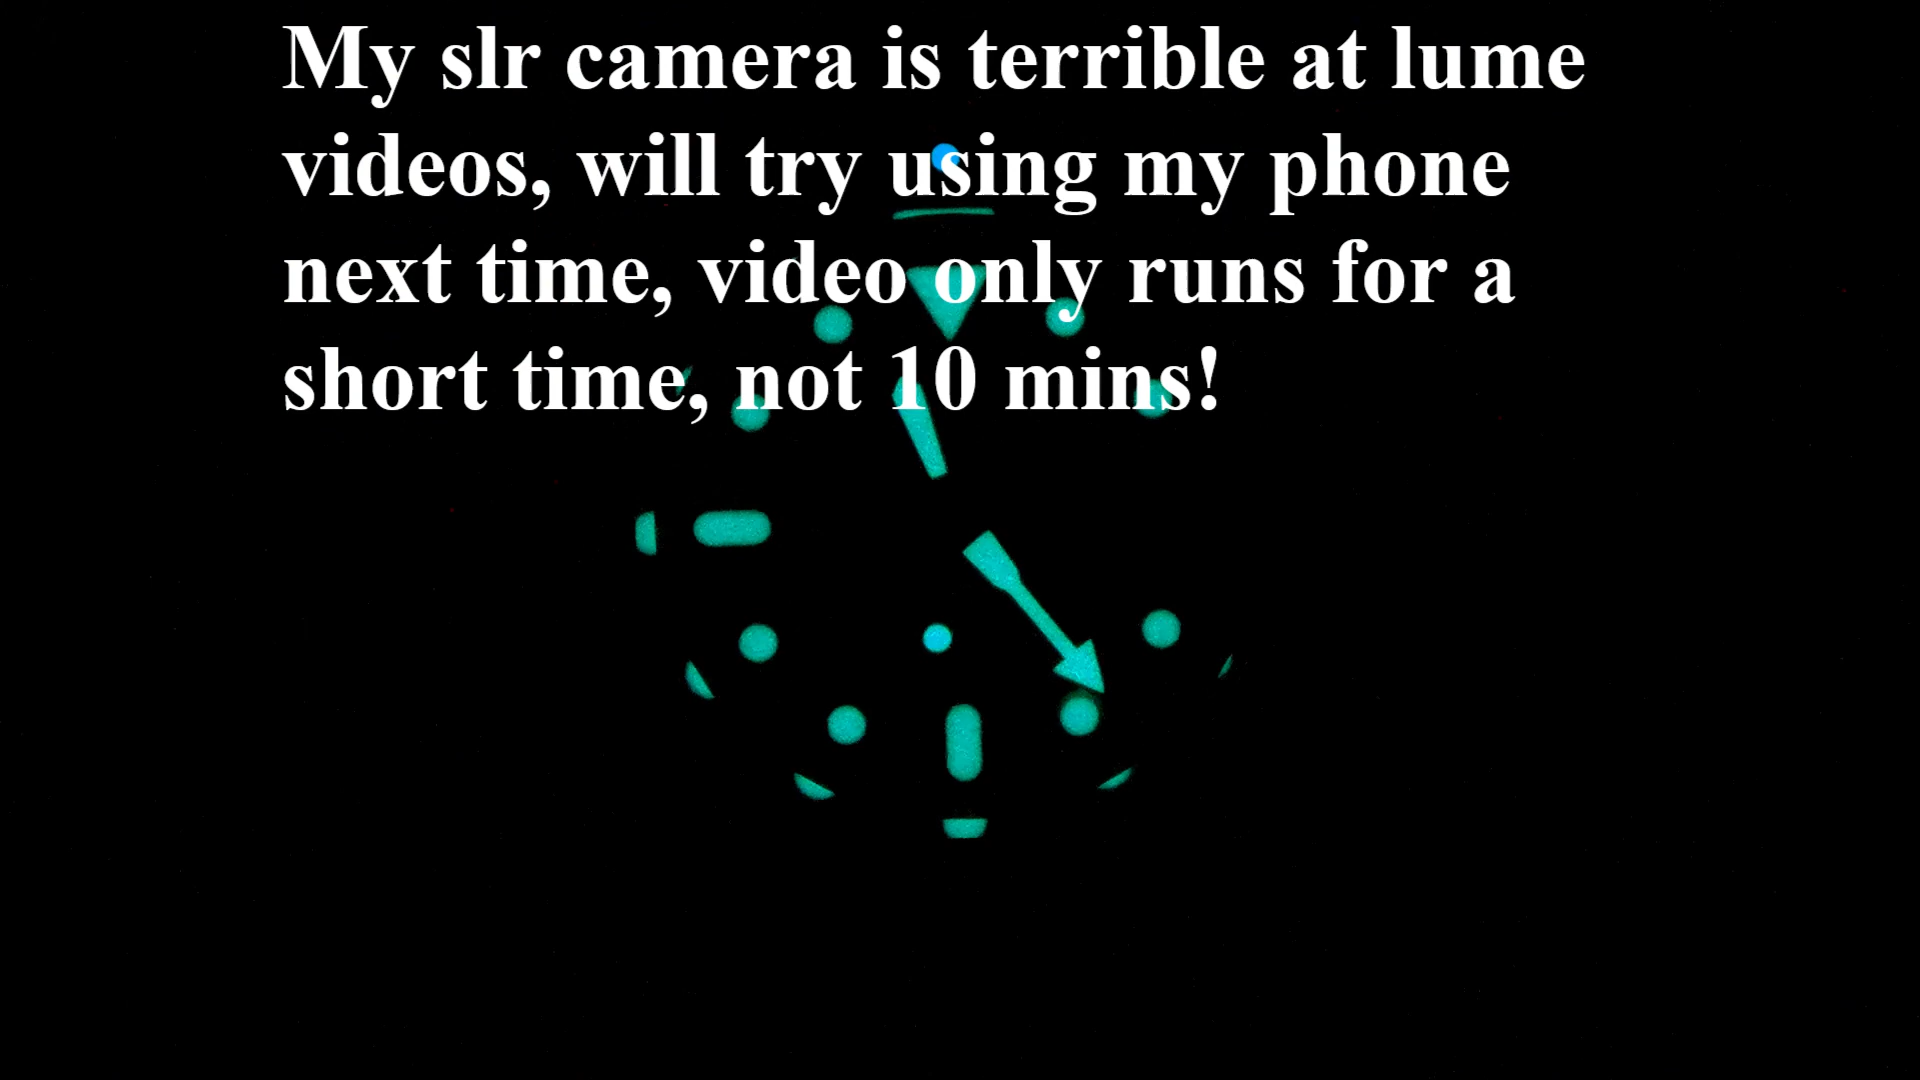 My slr camera is terrible at lume
videos, will try using my phone
next time, video only runs for a
short time, not 10 mins!